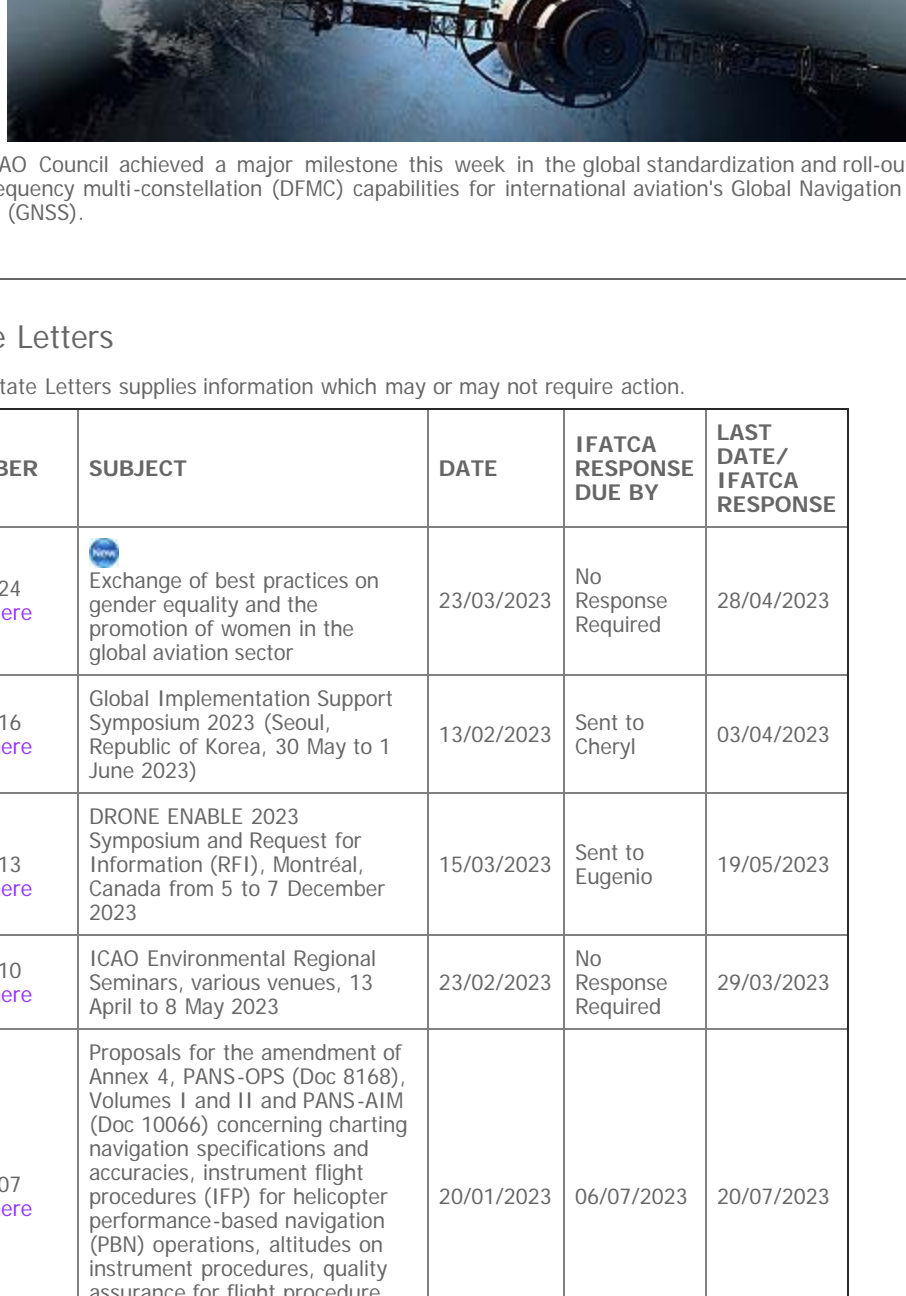 AO Council achieved a major milestone this week in the global standardization and roll-ou
equency multi-constellation (DFMC) capabilities for international aviation's Global Navigation
(GNSS).
e Letters
tate Letters supplies information which may or may not require action.
BER
SUBJECT
DATE
IFATCA
RESPONSE
DUE BY
LAST
DATE/
IFATCA
RESPONSE
24
ere
New
Exchange of best practices on
gender equality and the
promotion of women in the
global aviation sector
23/03/2023
No
Response
Required
28/04/2023
16
ere
Global Implementation Support
Symposium 2023 (Seoul,
Republic of Korea, 30 May to 1
June 2023)
13/02/2023
Sent to
Cheryl
03/04/2023
13
ere
DRONE ENABLE 2023
Symposium and Request for
Information (RFI), Montréal,
Canada from 5 to 7 December
2023
15/03/2023
Sent to
Eugenio
19/05/2023
10
ere
ICAO Environmental Regional
Seminars, various venues, 13
April to 8 May 2023
23/02/2023
No
Response
Required
29/03/2023
07
ere
Proposals for the amendment of
Annex 4, PANS-OPS (Doc 8168),
Volumes I and II and PANS-AIM
(Doc 10066) concerning charting
navigation specifications and
accuracies, instrument flight
procedures (IFP) for helicopter
performance-based navigation
(PBN) operations, altitudes on
instrument procedures, quality
assurance for flight procedure
20/01/2023
06/07/2023
20/07/2023